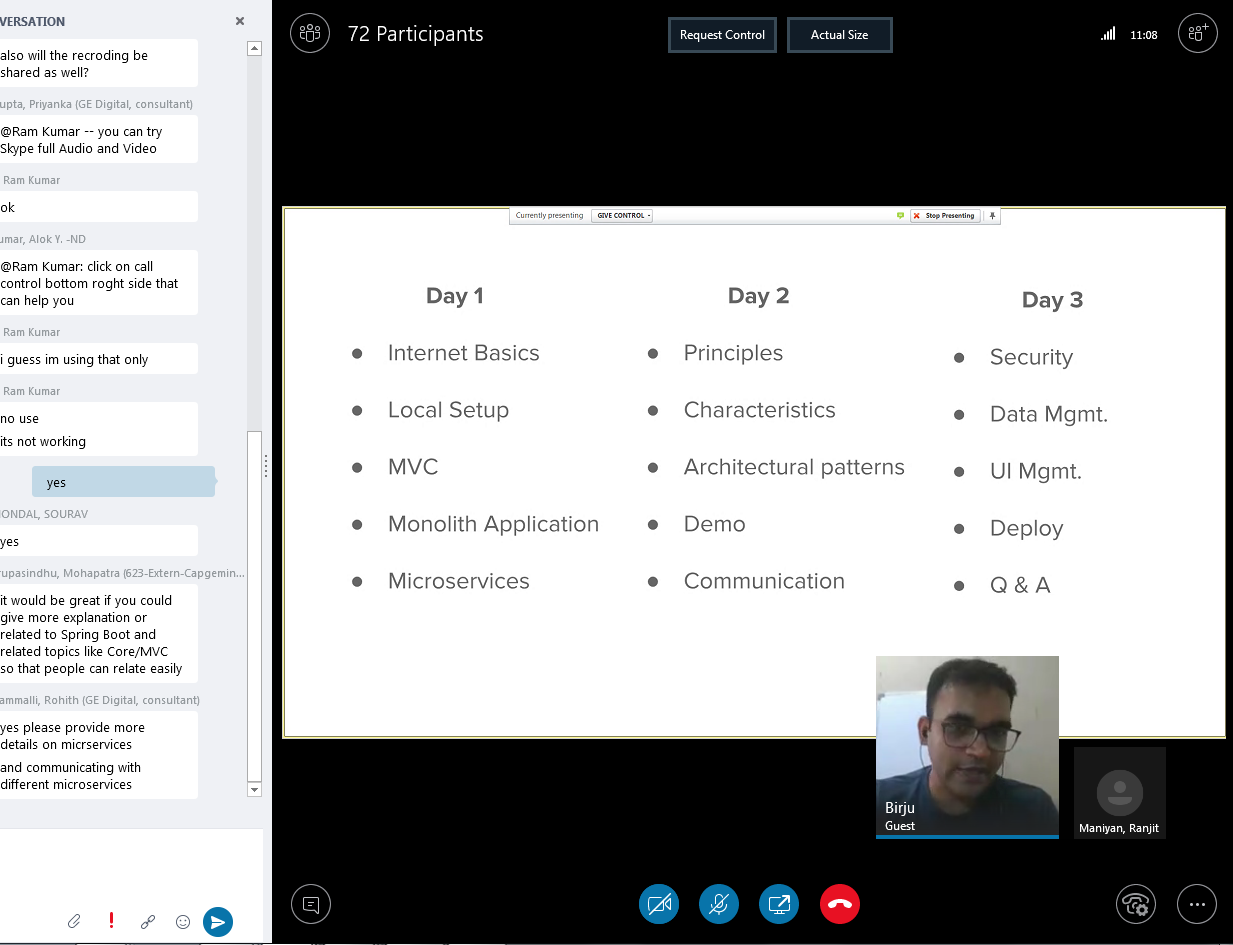 VERSATION
also will the recroding be
shared as well?
upta, Priyanka (GE Digital, consultant)
@Ram Kumar -- you can try
Skype full Audio and Video
Ram Kumar
ok
umar, Alok Y. -ND
@Ram Kumar: click on call
control bottom roght side that
can help you
Ram Kumar
i guess im using that only
Ram Kumar
no use
its not working
yes
ONDAL, SOURAV
yes
rupasindhu, Mohapatra (623-Extern-Capgemin...
it would be great if you could
give more explanation or
related to Spring Boot and
related topics like Core/MVC
so that people can relate easily
ammalli, Rohith (GE Digital, consultant)
yes please provide more
details on micrservices
and communicating with
different microservices
72 Participants
Request Control
Actual Size
11:08
Currently presenting
GIVE CONTROL
Stop Presenting
Day 1
Internet Basics
Local Setup
MVC
Monolith Application
Microservices
Day 2
Principles
Characteristics
Architectural patterns
Demo
Communication
Day 3
Security
Data Mgmt.
UI Mgmt.
Deploy
Q & A
Birju
Guest
Maniyan, Ranjit